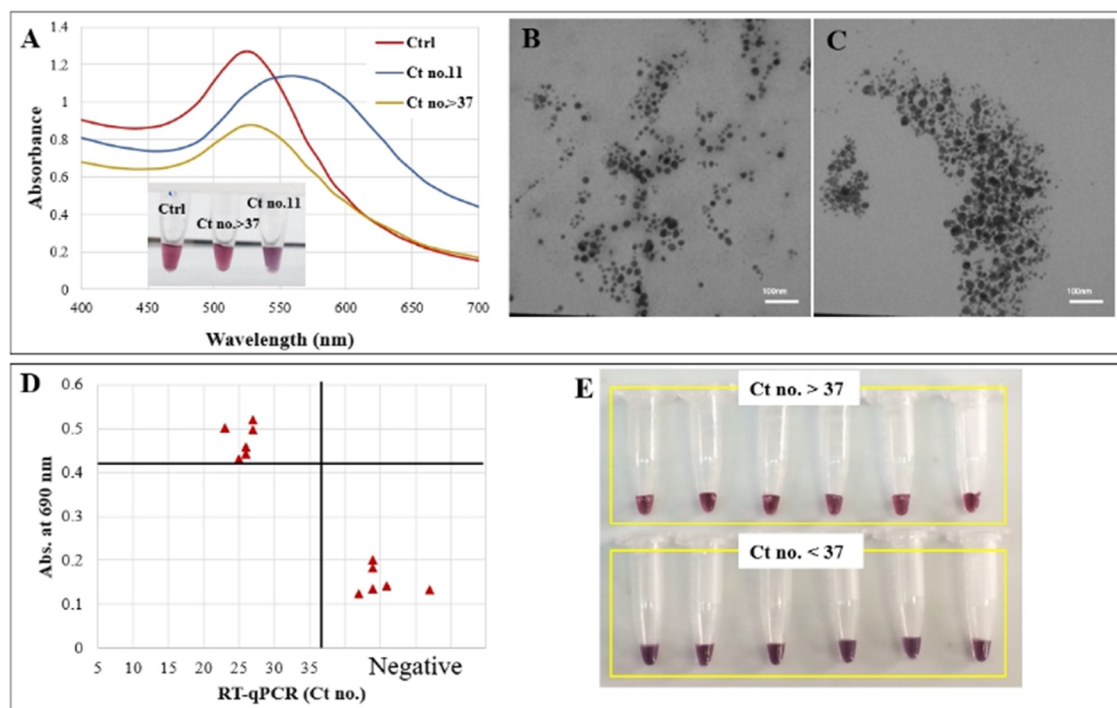 A
1.4
1.2
1
0.8
0.6
0.4
0.2
0
400 450 500 550 600 650 700
Absorbance
Wavelength (nm)
Ctrl
Ct no.11
Ct no.>37
Ctrl
Ct no.>37
Ct no.11
B
100nm
C
100nm
D
0.6
0.5
0.4
0.3
0.2
0.1
0
5 10 15 20 25 30 35
Negative
Abs. at 690 nm
RT-qPCR (Ct no.)
E
Ct no. > 37
Ct no. < 37